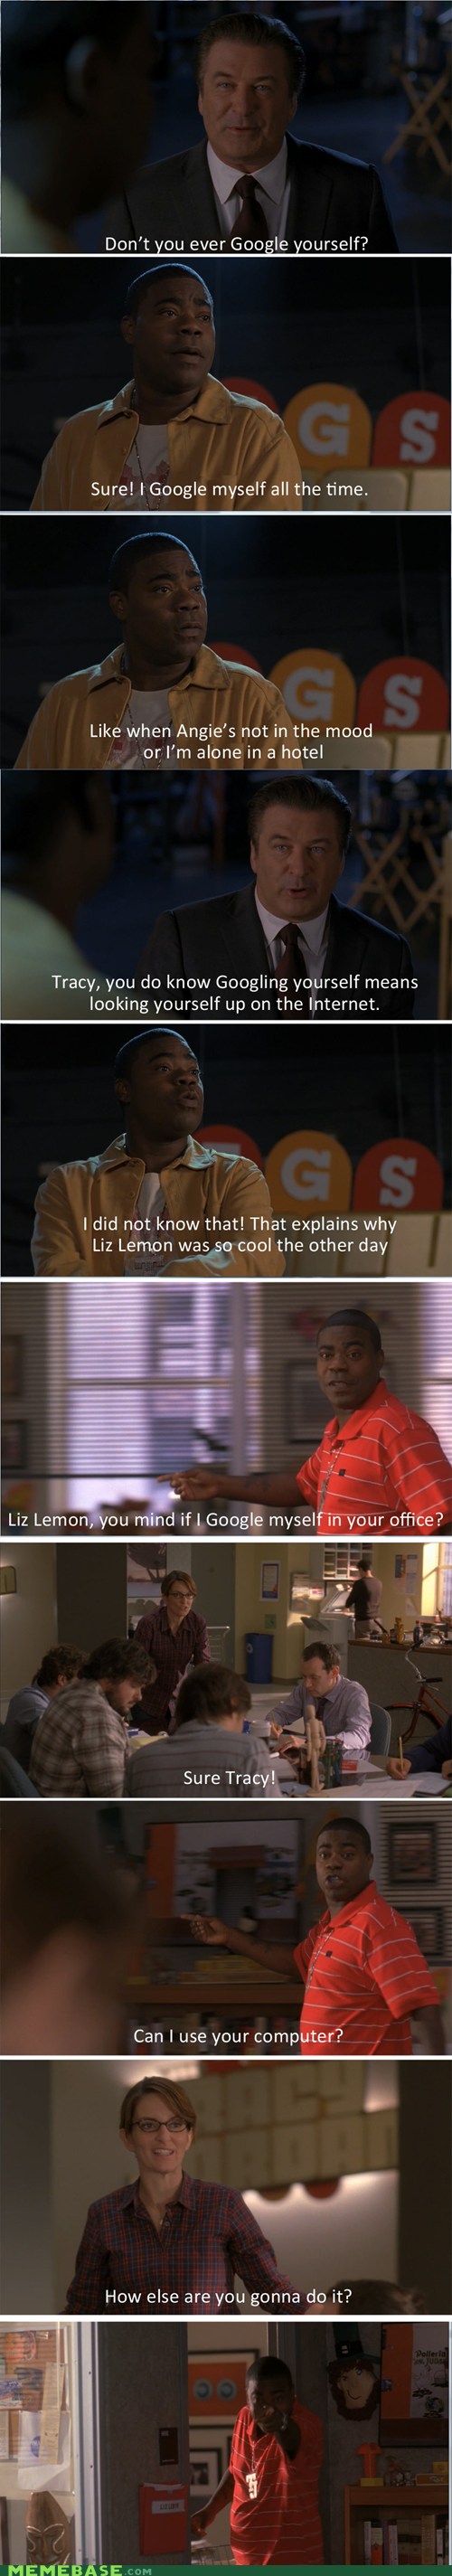 Don't you ever Google yourself?
G S
Sure! I Google myself all the time.
G S
Like when Angie's not in the mood
or I'm alone in a hotel
Tracy, you do know Googling yourself means
looking yourself up on the Internet.
G S
I did not know that! That explains why
Liz Lemon was so cool the other day
Liz Lemon, you mind if I Google myself in your office?
Sure Tracy!
Can I use your computer?
How else are you gonna do it?
MEMEBASE.COM